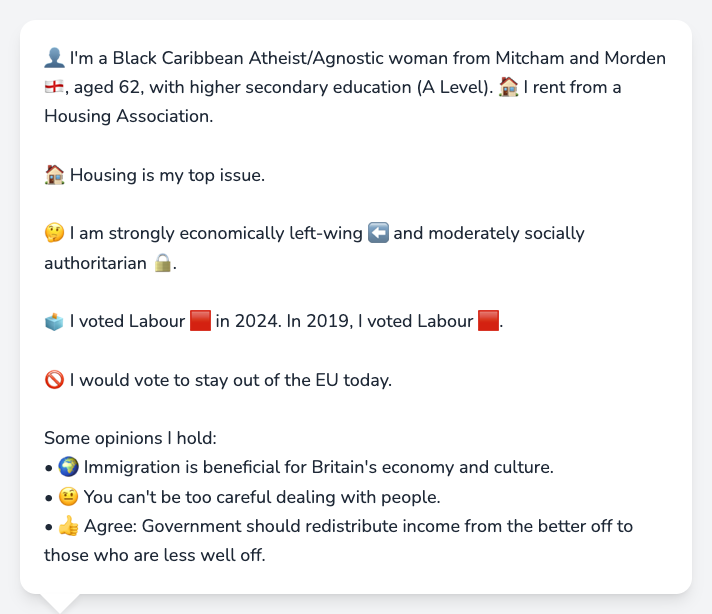 👤 I'm a Black Caribbean Atheist/Agnostic woman from Mitcham and Morden
🏴󠁧󠁢󠁥󠁮󠁧󠁿, aged 62, with higher secondary education (A Level). 🏠 I rent from a
Housing Association.
🏠 Housing is my top issue.
🤔 I am strongly economically left-wing ⬅️ and moderately socially
authoritarian 🔒.
🗳️ I voted Labour 🟥 in 2024. In 2019, I voted Labour 🟥.
🚫 I would vote to stay out of the EU today.
Some opinions I hold:
• 🌍 Immigration is beneficial for Britain's economy and culture.
• 🤨 You can't be too careful dealing with people.
• 👍 Agree: Government should redistribute income from the better off to
those who are less well off.